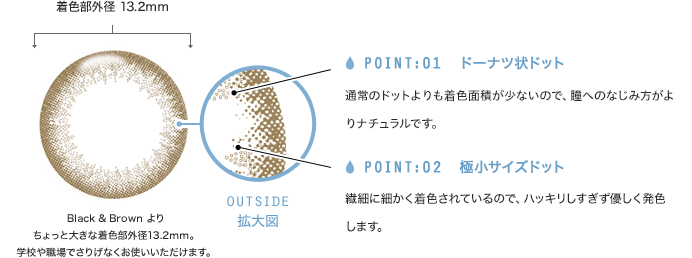 着色部外径 13.2mm
Black & Brown より
ちょっと大きな着色部外径13.2mm。
学校や職場でさりげなくお使いいただけます。
OUTSIDE
拡大図
POINT:01 ドーナツ状ドット
通常のドットよりも着色面積が少ないので、瞳へのなじみ方がよ
りナチュラルです。
POINT:02 極小サイズドット
繊細に細かく着色されているので、ハッキリしすぎず優しく発色
します。